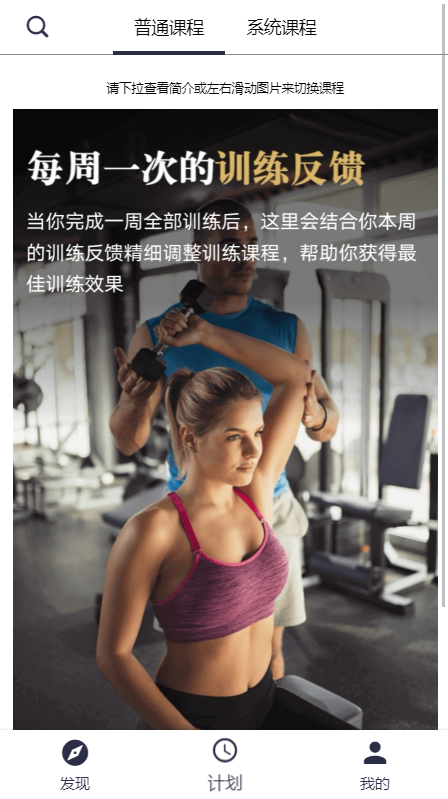 普通课程 系统课程
请下拉查看简介或左右滑动图片来切换课程
每周一次的训练反馈
当你完成一周全部训练后，这里会结合你本周
的训练反馈精细调整训练课程，帮助你获得最
佳训练效果
发现 计划 我的